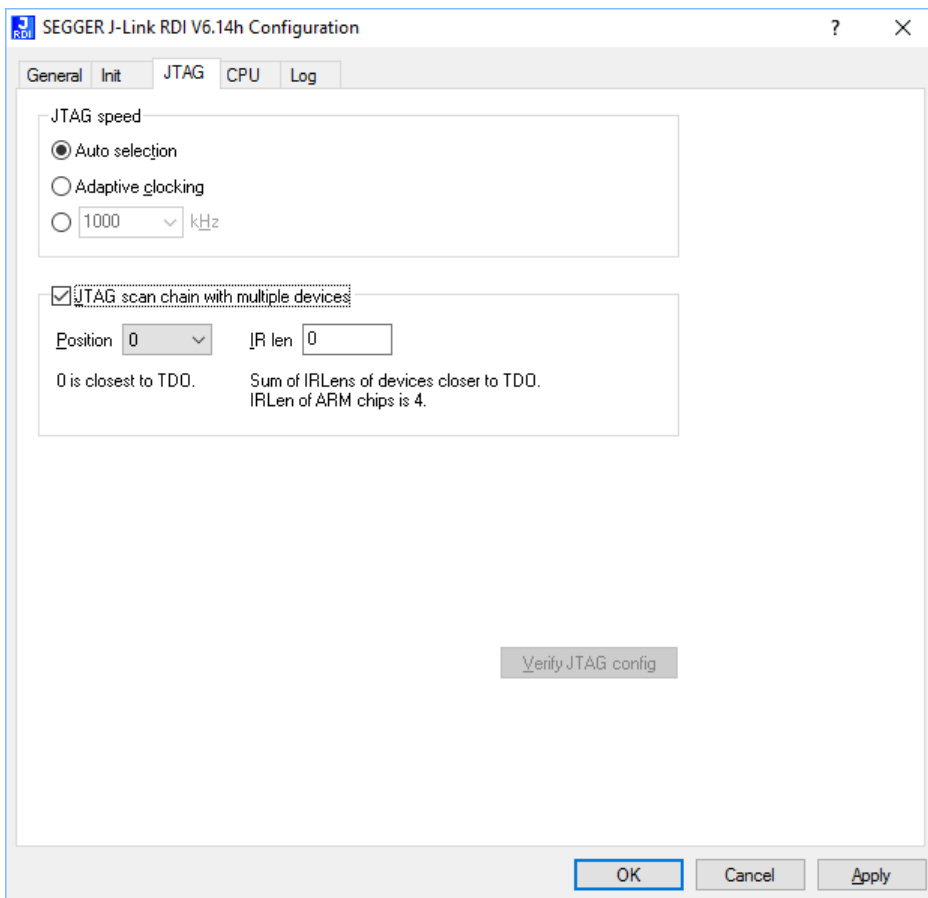 J RDI SEGGER J-Link RDI V6.14h Configuration ?
General Init JTAG CPU Log
JTAG speed
Auto selection
Adaptive clocking
1000 kHz
JTAG scan chain with multiple devices
Position 0 IR len 0
0 is closest to TDO. Sum of IRLens of devices closer to TDO.
IRLen of ARM chips is 4.
Verify JTAG config
OK Cancel Apply